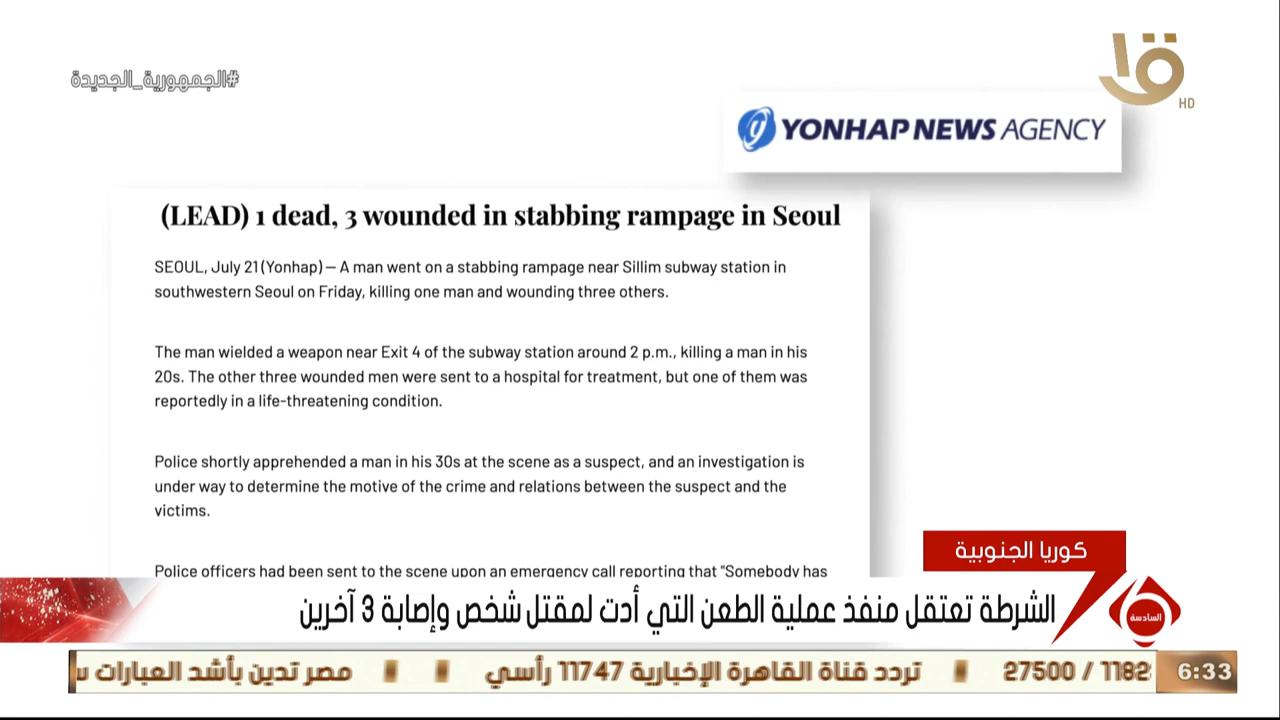 #الجمهورية_الجديدة
HD
YONHAP NEWS AGENCY
(LEAD) 1 dead, 3 wounded in stabbing rampage in Seoul
SEOUL, July 21 (Yonhap) – A man went on a stabbing rampage near Sillim subway station in
southwestern Seoul on Friday, killing one man and wounding three others.
The man wielded a weapon near Exit 4 of the subway station around 2 p.m., killing a man in his
20s. The other three wounded men were sent to a hospital for treatment, but one of them was
reportedly in a life-threatening condition.
Police shortly apprehended a man in his 30s at the scene as a suspect, and an investigation is
under way to determine the motive of the crime and relations between the suspect and the
victims.
Police officers had been sent to the scene upon an emergency call reporting that "Somebody has
كوريا الجنوبية
الشرطة تعتقل منفذ عملية الطعن التي أدت لمقتل شخص وإصابة 3 آخرين
السادسة
27500 / 1182 تردد قناة القاهرة الإخبارية 11747 رأسي مصر تدين بأشد العبارات
6:33